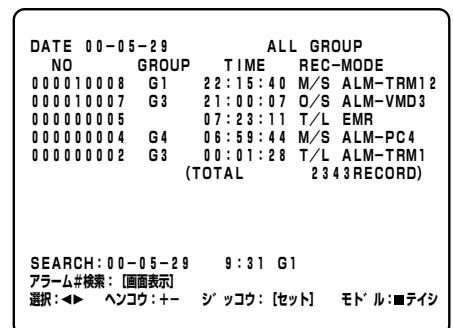 DATE 00-05-29 ALL GROUP
NO GROUP TIME REC-MODE
000010008 G1 22:15:40 M/S ALM-TRM12
000010007 G3 21:00:07 O/S ALM-VMD3
000000005 07:23:11 T/L EMR
000000004 G4 06:59:44 M/S ALM-PC4
000000002 G3 00:01:28 T/L ALM-TRM1
(TOTAL 2343RECORD)
SEARCH:00-05-29 9:31 G1
アラーム#検索:[画面表示]
選択:◀▶ ヘンコウ:+- ジッコウ:[セット] モドル:■テイシ